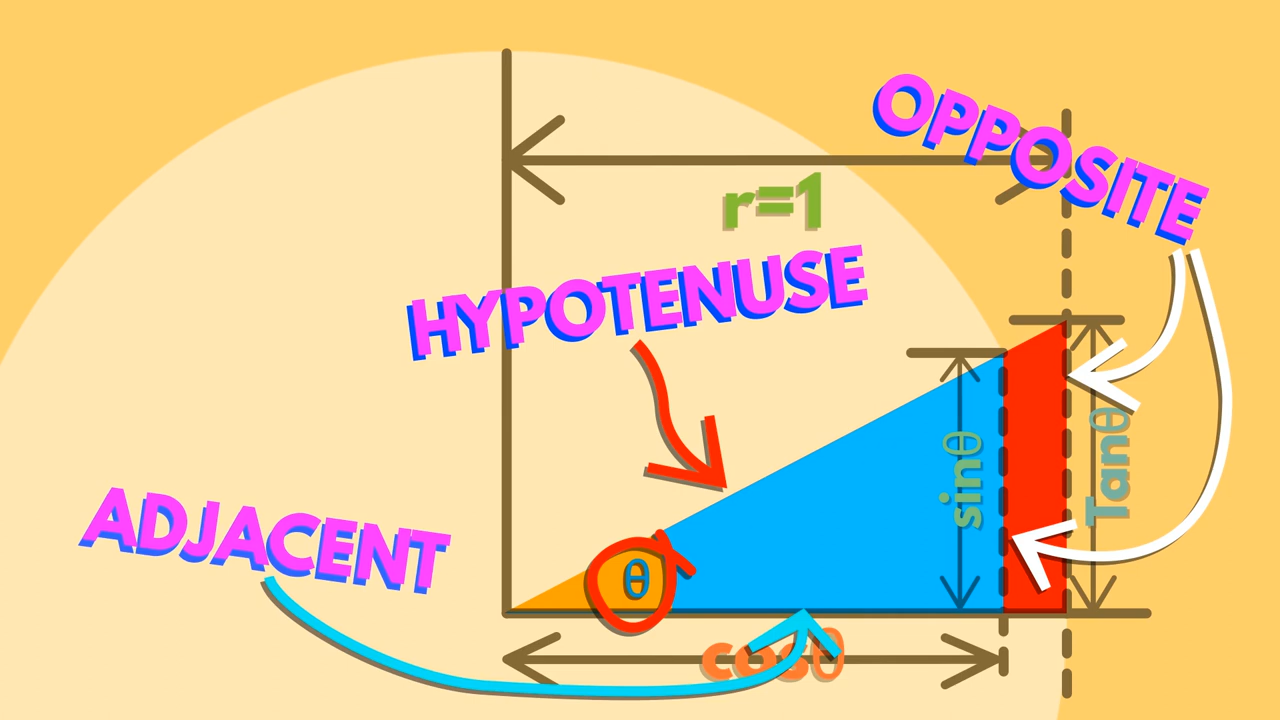 OPPOSITE
r=1
HYPOTENUSE
sinθ
Tanθ
ADJACENT
θ
cosθ